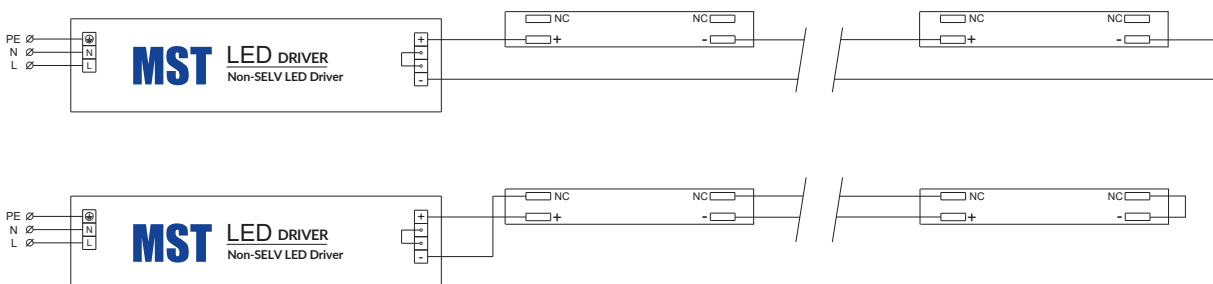 NC NC NC NC
PE +
N N + - + -
L L
MST LED DRIVER
Non-SELV LED Driver
-
NC NC NC NC
PE +
N N + - + -
L L
MST LED DRIVER
Non-SELV LED Driver
-